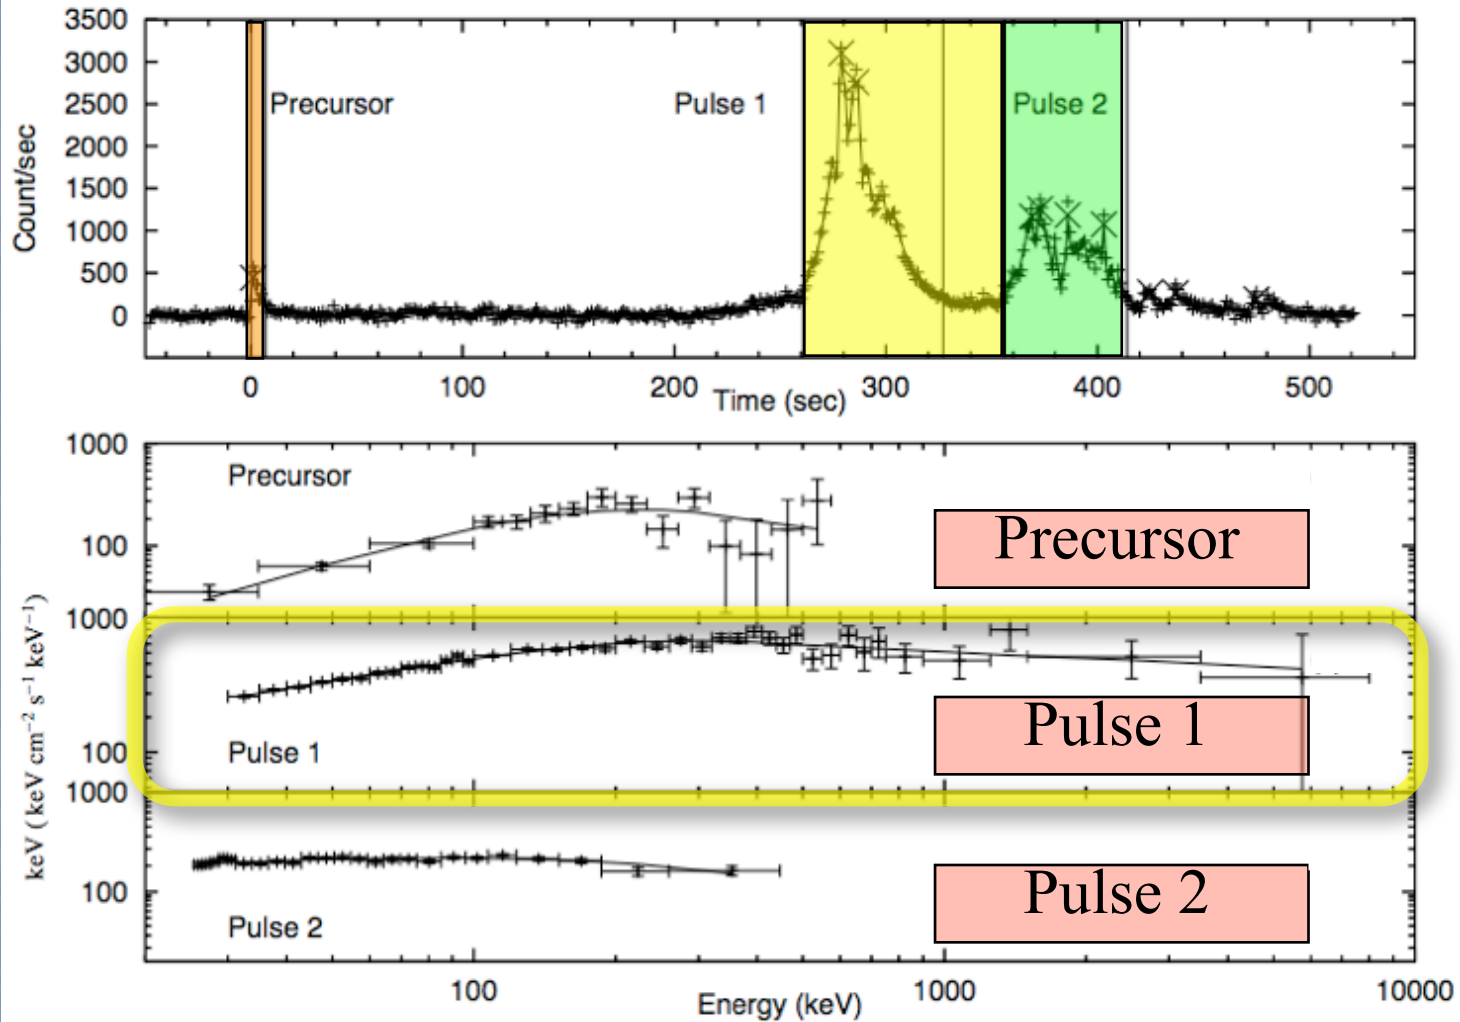 3500
3000
2500
2000
1500
1000
500
0
Count/sec
Precursor
Pulse 1
Pulse 2
0 100 200 300 400 500
Time (sec)
1000
100
1000
100
1000
100
keV ( keV cm⁻² s⁻¹ keV⁻¹)
Precursor
Precursor
Pulse 1
Pulse 1
Pulse 2
Pulse 2
100 1000 10000
Energy (keV)